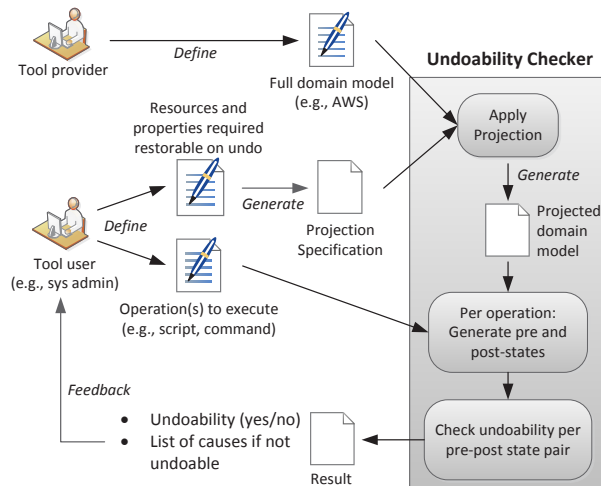 Define
Tool provider
Full domain model
(e.g., AWS)
Undoability Checker
Resources and
properties required
restorable on undo
Apply
Projection
Generate
Define
Generate
Projection
Specification
Projected
domain
model
Tool user
(e.g., sys admin)
Operation(s) to execute
(e.g., script, command)
Per operation:
Generate pre and
post-states
Feedback
• Undoability (yes/no)
• List of causes if not
undoable
Result
Check undoability per
pre-post state pair